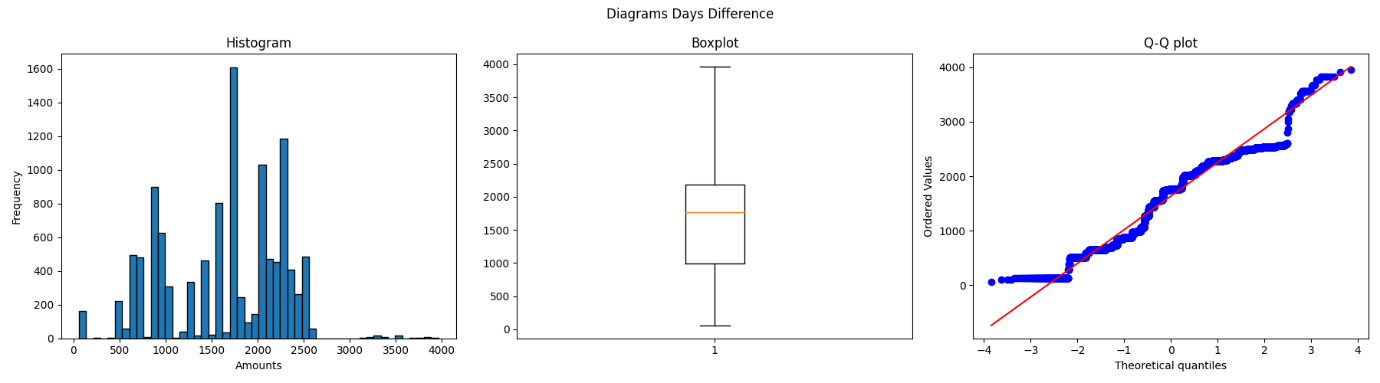 Diagrams Days Difference
Histogram
Boxplot
Q-Q plot
1600
1400
1200
1000
800
600
400
200
0
Frequency
0 500 1000 1500 2000 2500 3000 3500 4000
Amounts
4000
3500
3000
2500
2000
1500
1000
500
0
1
4000
3000
2000
1000
0
Ordered Values
−4 −3 −2 −1 0 1 2 3 4
Theoretical quantiles